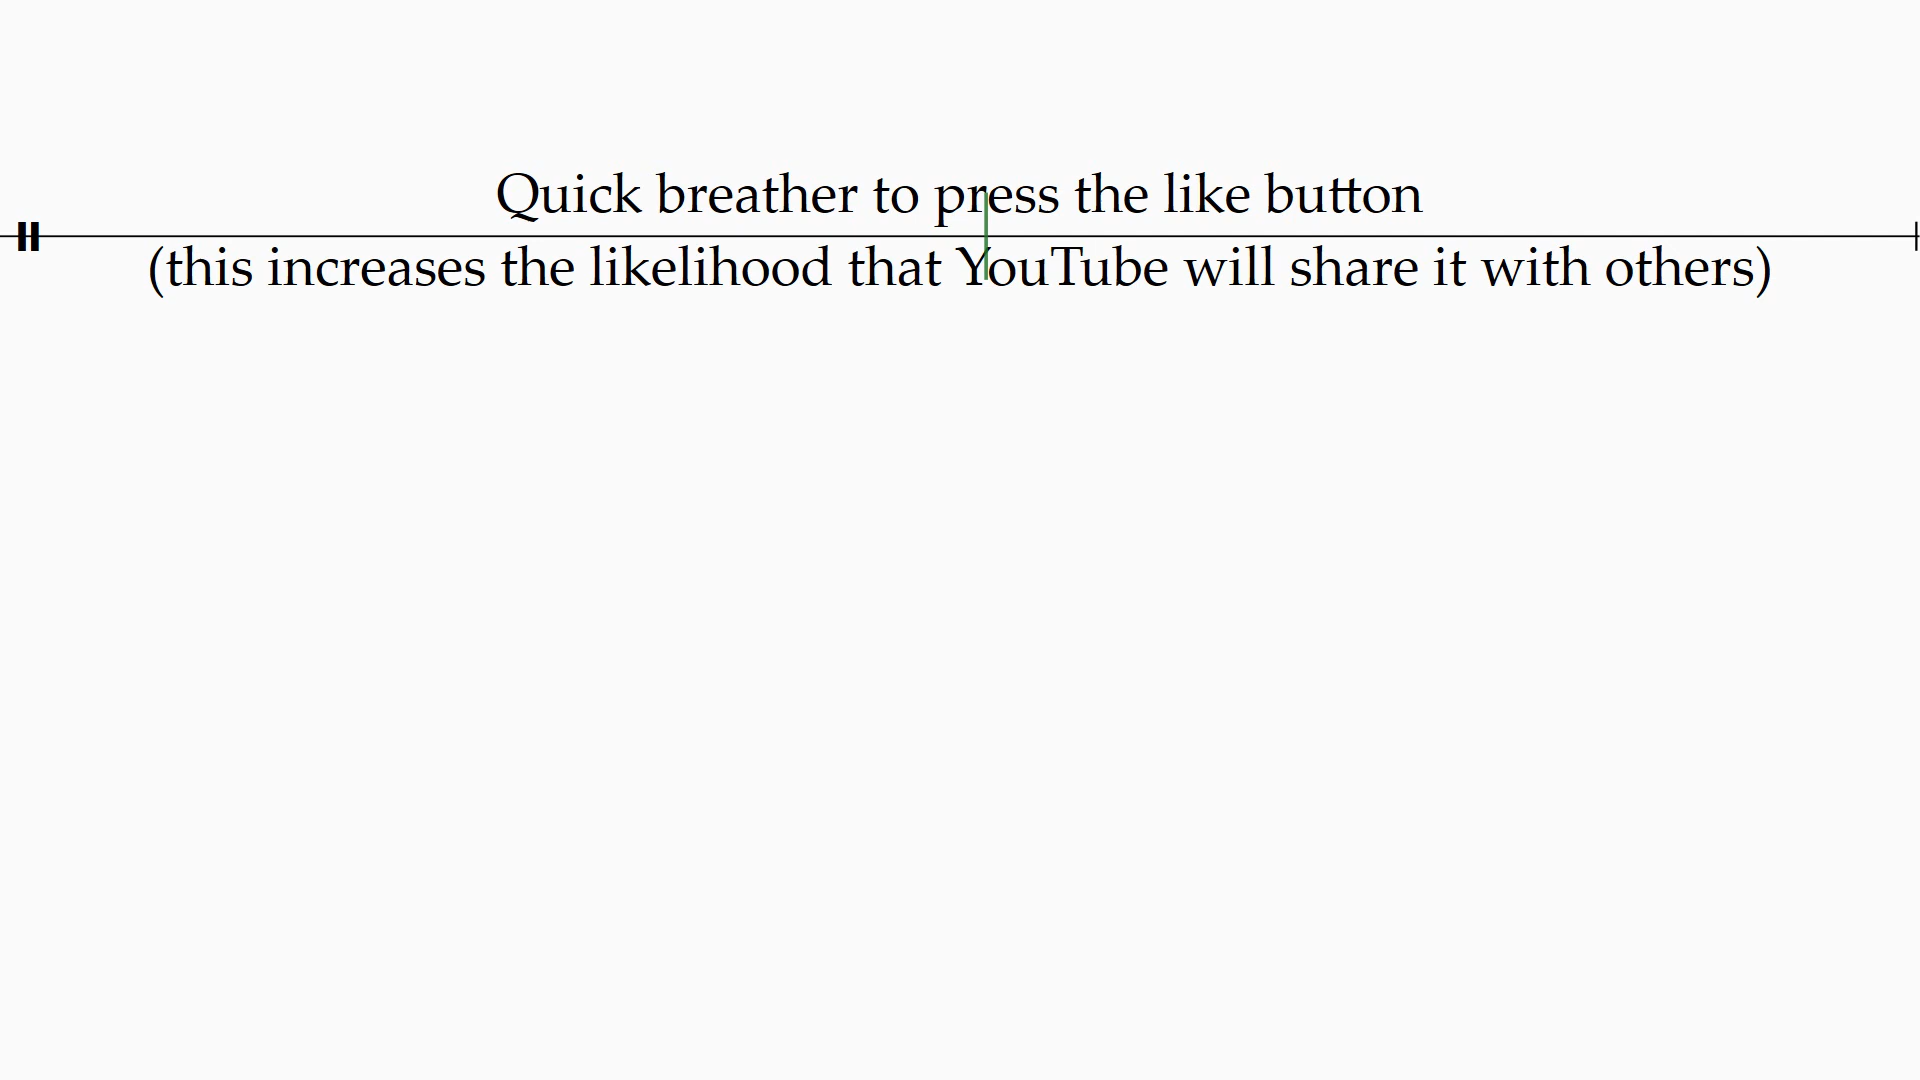 Quick breather to press the like button
(this increases the likelihood that YouTube will share it with others)